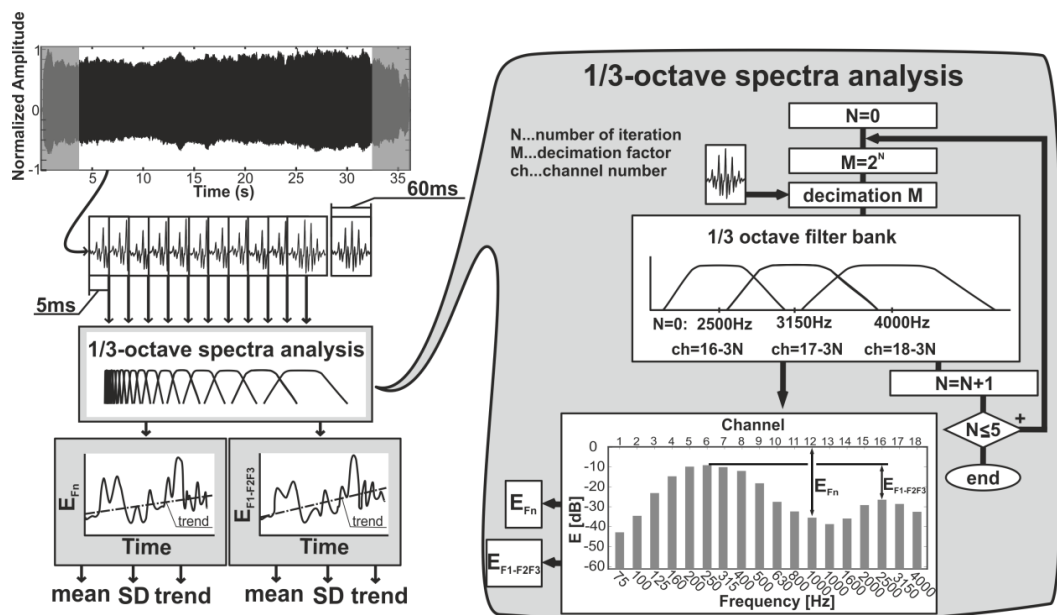 1
0
-1
Normalized Amplitude
5 10 15 20 25 30 35
Time (s)
60ms
5ms
1/3-octave spectra analysis
E_Fn
trend
Time
mean SD trend
E_F1-F2F3
trend
Time
mean SD trend
1/3-octave spectra analysis
N...number of iteration
M...decimation factor
ch...channel number
N=0
M=2^N
decimation M
1/3 octave filter bank
N=0: 2500Hz 3150Hz 4000Hz
ch=16-3N ch=17-3N ch=18-3N
N=N+1
N≦5
+
end
Channel
1 2 3 4 5 6 7 8 9 10 11 12 13 14 15 16 17 18
0
-10
-20
-30
-40
-50
-60
E [dB]
E_Fn
E_F1-F2F3
75 100 125 160 200 250 315 400 500 630 800 1000 1000 1600 2000 2500 3150 4000
Frequency [Hz]
E_Fn
E_F1-F2F3